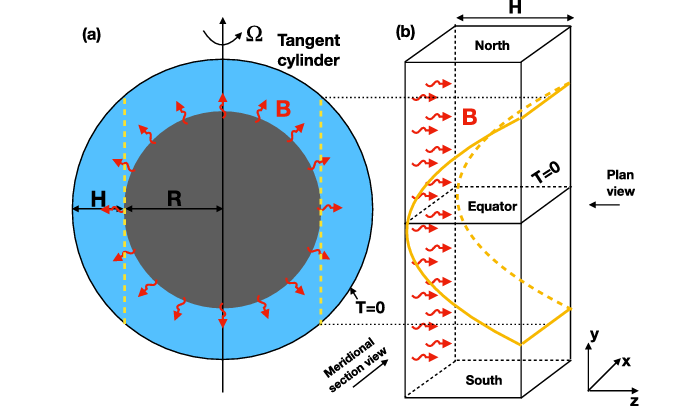 (a)
Ω
Tangent
cylinder
B
H
R
T=0
(b)
H
North
B
T=0
Plan
view
Equator
Meridional
section view
South
y
x
z